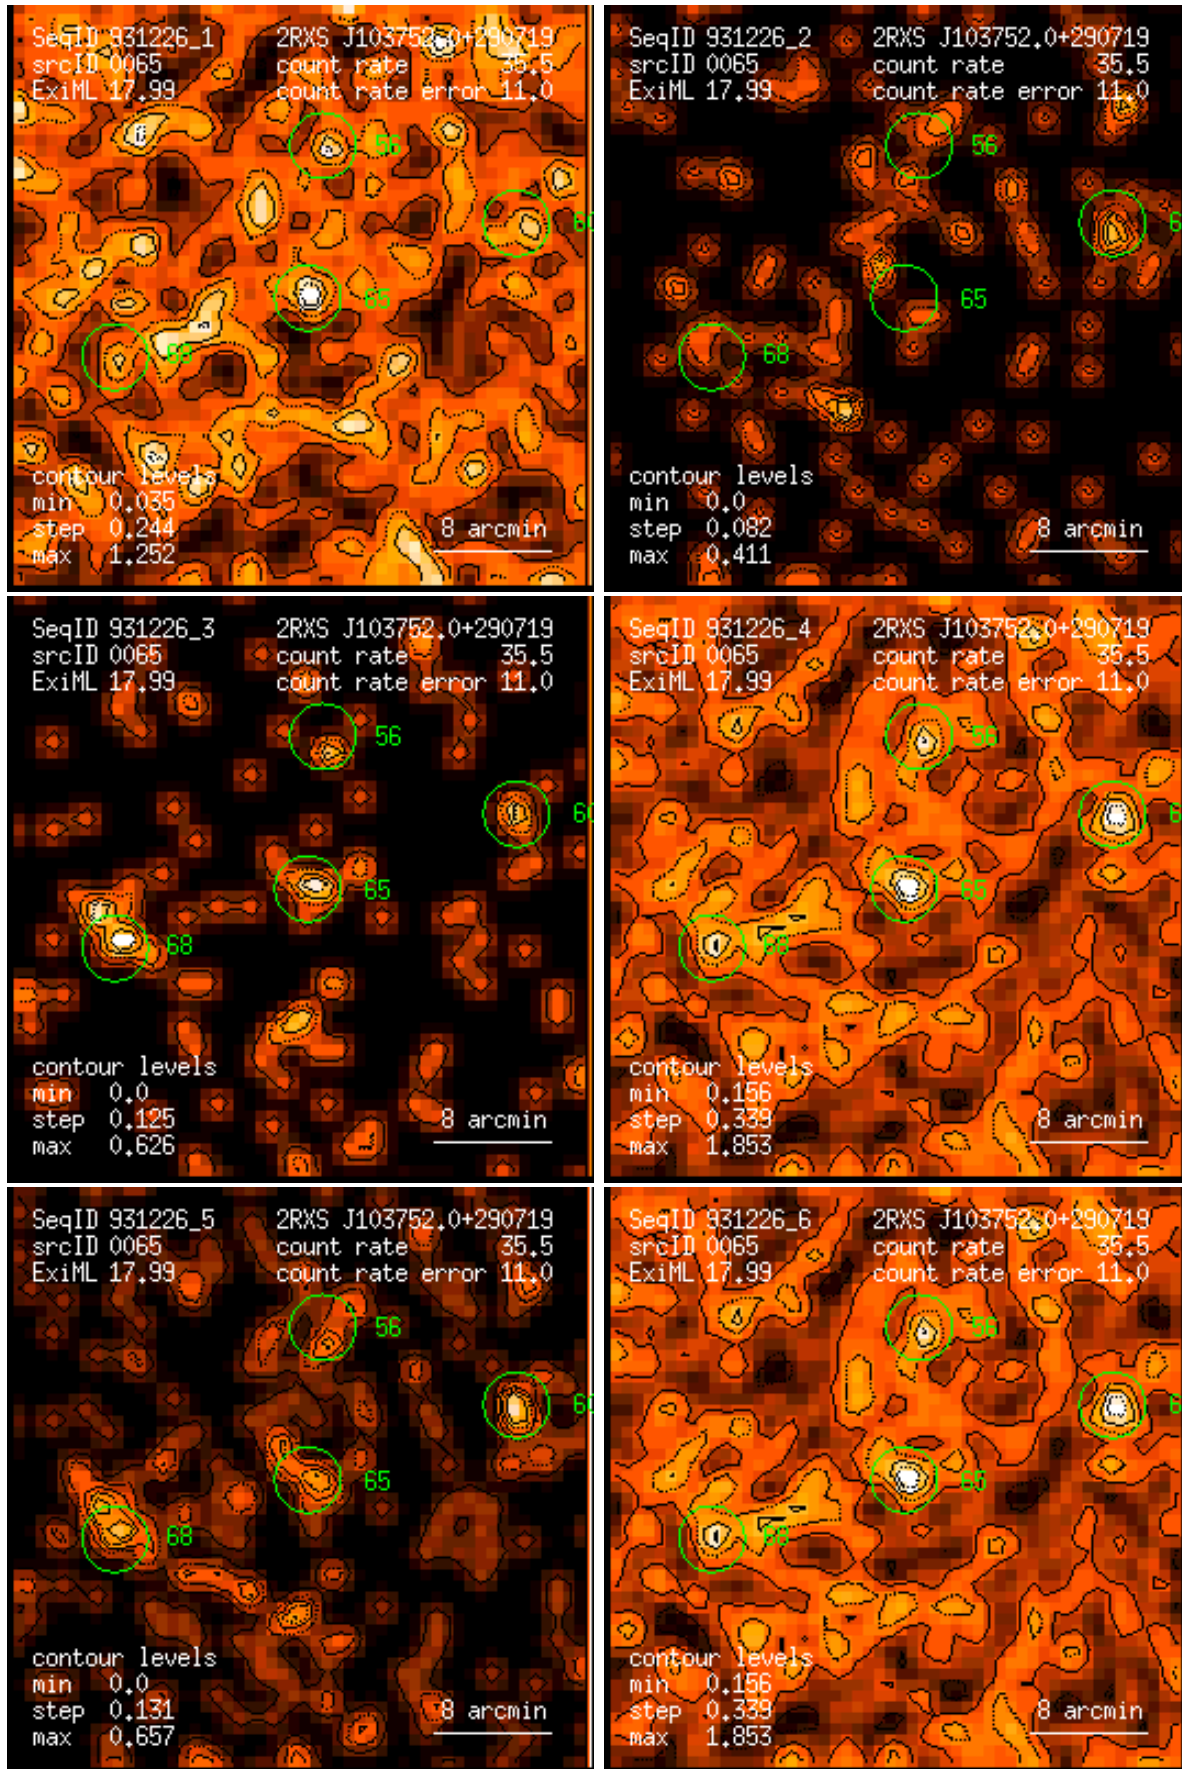 SeqID 931226_1 2RXS J103752.0+290719
srcID 0065 count rate 35.5
ExiML 17.99 count rate error 11.0
56
60
65
68
contour levels
min 0.035
step 0.244
max 1.252
8 arcmin
SeqID 931226_2 2RXS J103752.0+290719
srcID 0065 count rate 35.5
ExiML 17.99 count rate error 11.0
56
6
65
68
contour levels
min 0.0
step 0.082
max 0.411
8 arcmin
SeqID 931226_3 2RXS J103752.0+290719
srcID 0065 count rate 35.5
ExiML 17.99 count rate error 11.0
56
60
65
68
contour levels
min 0.0
step 0.125
max 0.626
8 arcmin
SeqID 931226_4 2RXS J103752.0+290719
srcID 0065 count rate 35.5
ExiML 17.99 count rate error 11.0
56
6
65
68
contour levels
min 0.156
step 0.339
max 1.853
8 arcmin
SeqID 931226_5 2RXS J103752.0+290719
srcID 0065 count rate 35.5
ExiML 17.99 count rate error 11.0
56
60
65
68
contour levels
min 0.0
step 0.131
max 0.657
8 arcmin
SeqID 931226_6 2RXS J103752.0+290719
srcID 0065 count rate 35.5
ExiML 17.99 count rate error 11.0
56
6
65
68
contour levels
min 0.156
step 0.339
max 1.853
8 arcmin